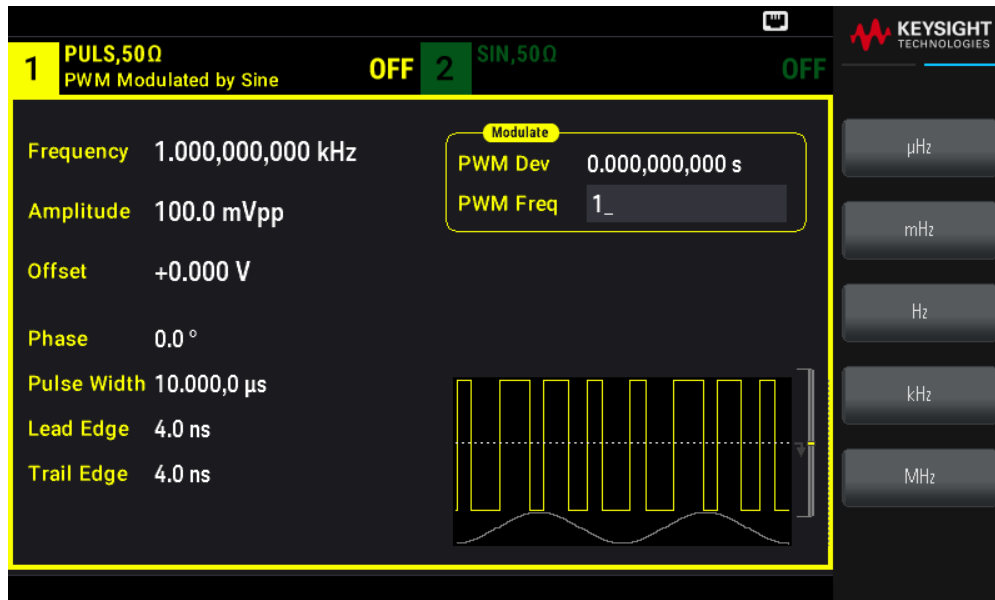 KEYSIGHT
TECHNOLOGIES
1 PULS,50Ω OFF
PWM Modulated by Sine
2 SIN,50Ω OFF
Frequency 1.000,000,000 kHz
Amplitude 100.0 mVpp
Offset +0.000 V
Phase 0.0 °
Pulse Width 10.000,0 µs
Lead Edge 4.0 ns
Trail Edge 4.0 ns
Modulate
PWM Dev 0.000,000,000 s
PWM Freq 1_
µHz
mHz
Hz
kHz
MHz